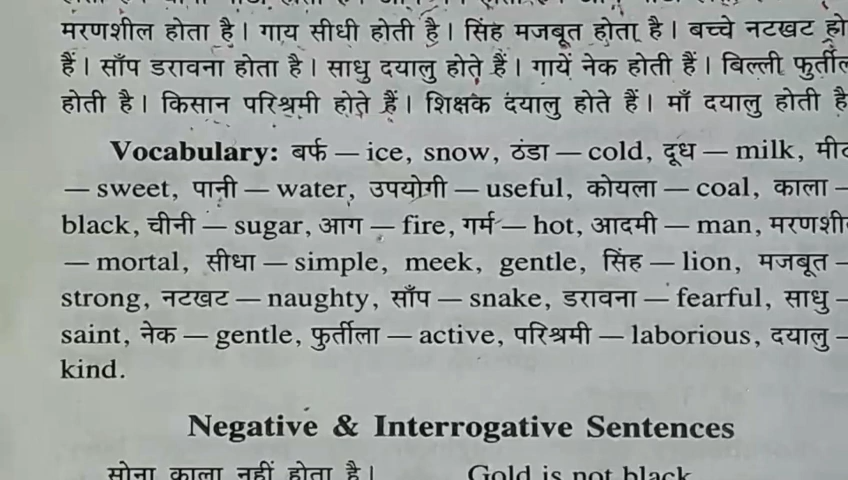 मरणशील होता है। गाय सीधी होती है। सिंह मजबूत होता है। बच्चे नटखट हो
हैं। साँप डरावना होता है। साधु दयालु होते हैं। गायें नेक होती हैं। बिल्ली फुर्तील
होती है। किसान परिश्रमी होते हैं। शिक्षक दयालु होते हैं। माँ दयालु होती है
Vocabulary: बर्फ — ice, snow, ठंडा — cold, दूध — milk, मीठ
— sweet, पानी — water, उपयोगी — useful, कोयला — coal, काला —
black, चीनी — sugar, आग — fire, गर्म — hot, आदमी — man, मरणशी
— mortal, सीधा — simple, meek, gentle, सिंह — lion, मजबूत —
strong, नटखट — naughty, साँप — snake, डरावना — fearful, साधु —
saint, नेक — gentle, फुर्तीला — active, परिश्रमी — laborious, दयालु —
kind.
Negative & Interrogative Sentences
सोना काला नहीं होता है। Gold is not black